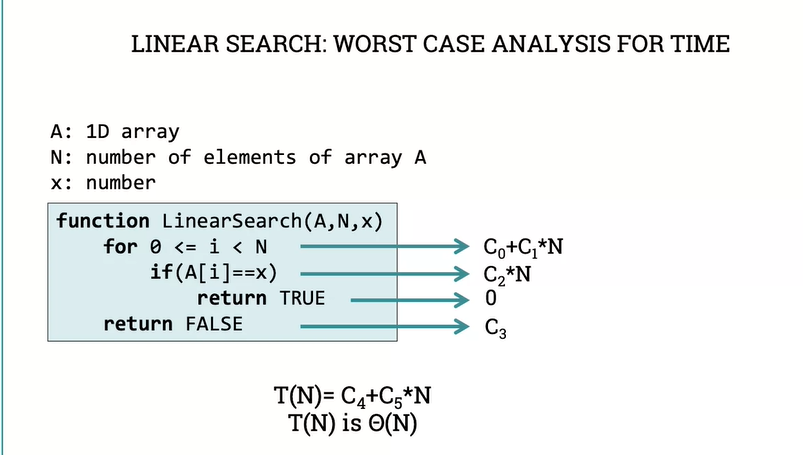 LINEAR SEARCH: WORST CASE ANALYSIS FOR TIME
A: 1D array
N: number of elements of array A
x: number
function LinearSearch(A,N,x)
for 0 <= i < N C₀+C₁*N
if(A[i]==x) C₂*N
return TRUE 0
return FALSE C₃
T(N)= C₄+C₅*N
T(N) is Θ(N)